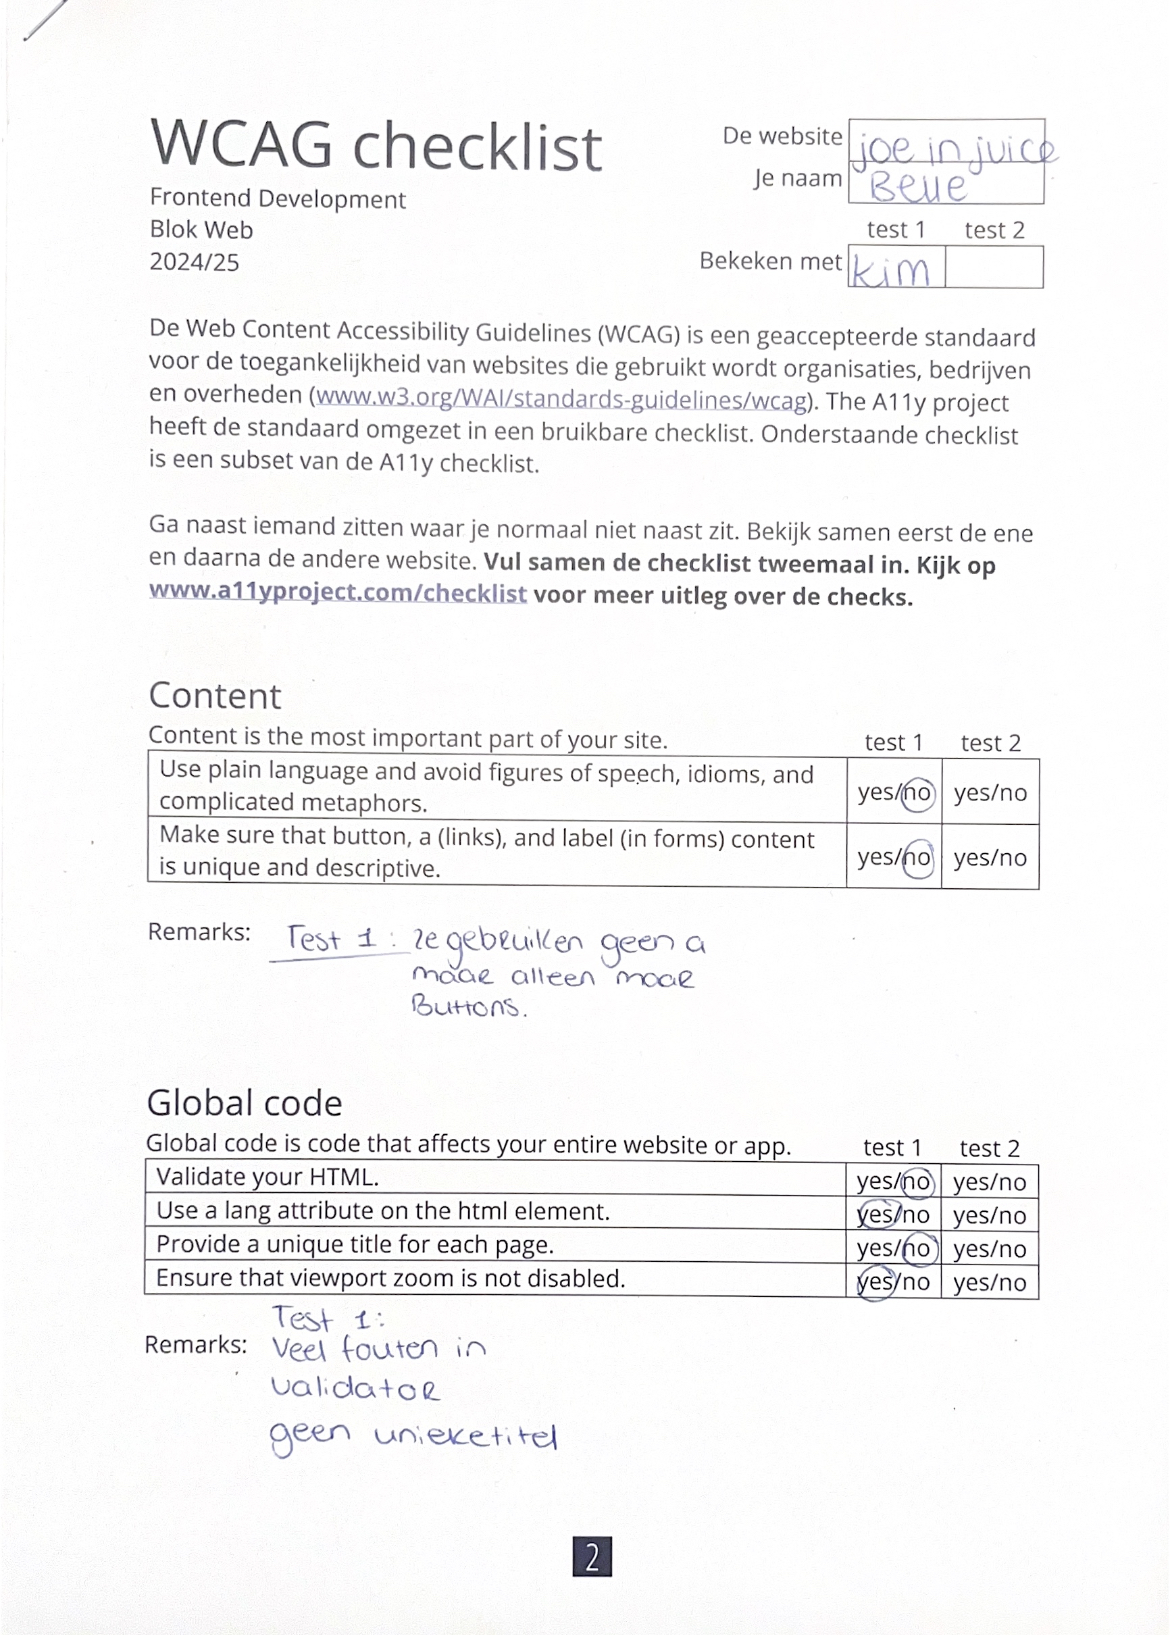 WCAG checklist
Frontend Development
Blok Web
2024/25
De website joe in juice
Je naam Belle
test 1 test 2
Bekeken met kim
De Web Content Accessibility Guidelines (WCAG) is een geaccepteerde standaard
voor de toegankelijkheid van websites die gebruikt wordt organisaties, bedrijven
en overheden (www.w3.org/WAI/standards-guidelines/wcag). The A11y project
heeft de standaard omgezet in een bruikbare checklist. Onderstaande checklist
is een subset van de A11y checklist.
Ga naast iemand zitten waar je normaal niet naast zit. Bekijk samen eerst de ene
en daarna de andere website. Vul samen de checklist tweemaal in. Kijk op
www.a11yproject.com/checklist voor meer uitleg over de checks.
Content
Content is the most important part of your site. test 1 test 2
Use plain language and avoid figures of speech, idioms, and
complicated metaphors. yes/no yes/no
Make sure that button, a (links), and label (in forms) content
is unique and descriptive. yes/no yes/no
Remarks: Test 1: ze gebruiken geen a
maar alleen maar
Buttons.
Global code
Global code is code that affects your entire website or app. test 1 test 2
Validate your HTML. yes/no yes/no
Use a lang attribute on the html element. yes/no yes/no
Provide a unique title for each page. yes/no yes/no
Ensure that viewport zoom is not disabled. yes/no yes/no
Test 1:
Remarks: Veel fouten in
validator
geen unieke titel
2